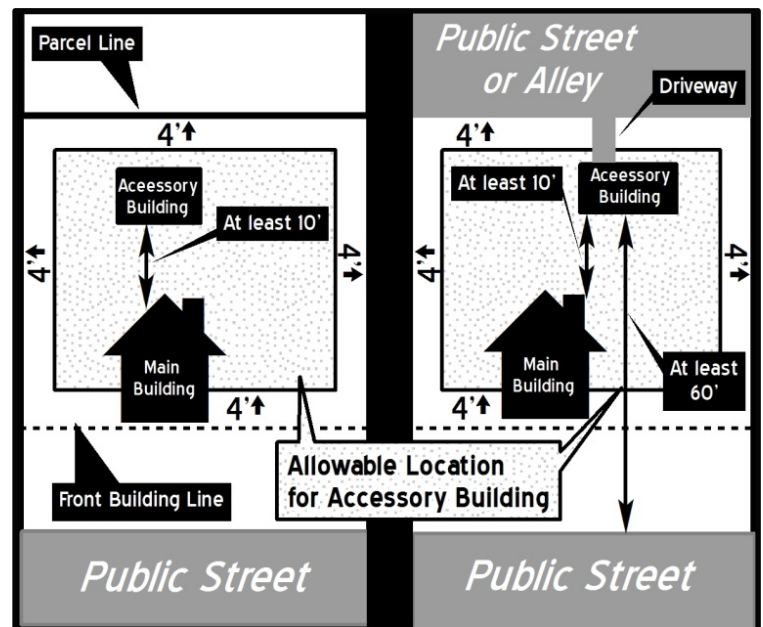 Parcel Line
4'
Aceessory
Building
At least 10'
4'
4'
Main
Building
4'
Front Building Line
Public Street
Public Street
or Alley
Driveway
4'
At least 10'
Aceessory
Building
4'
4'
Main
Building
At least
60'
4'
Allowable Location
for Accessory Building
Public Street